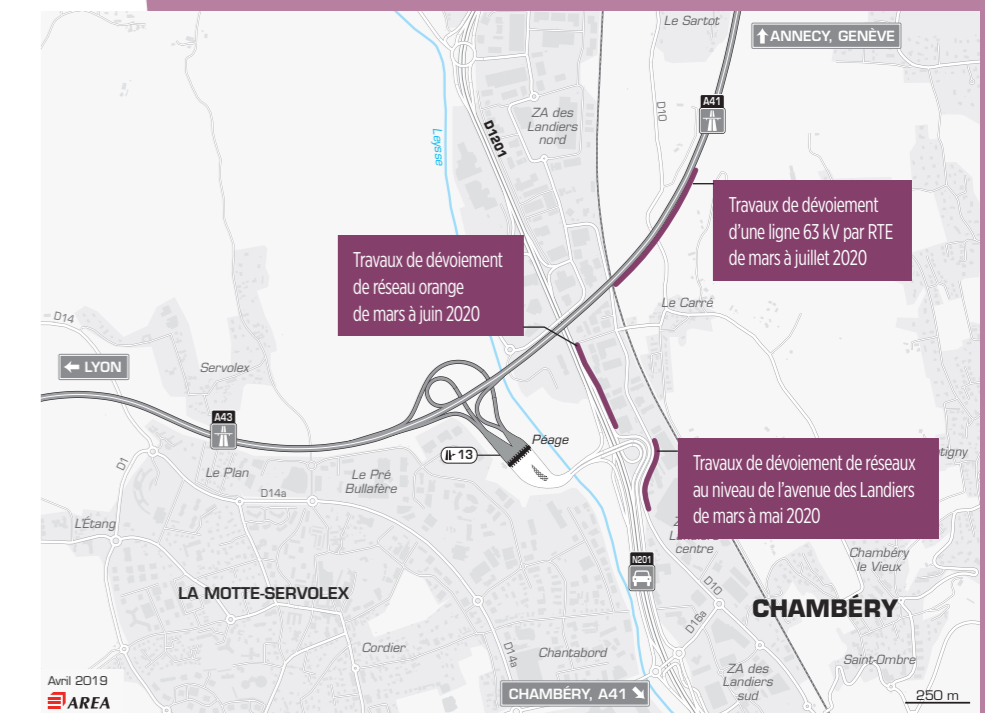 Le Sartot
ANNECY, GENÈVE
A41
D10
ZA des
Landiers
nord
D1201
Leysse
Travaux de dévoiement
d'une ligne 63 kV par RTE
de mars à juillet 2020
Travaux de dévoiement
de réseau orange
de mars à juin 2020
Le Carré
D14
LYON
Servolex
A43
Péage
13
Le Plan
Le Pré
Bullafère
D1
D14a
L'Étang
Travaux de dévoiement de réseaux
au niveau de l'avenue des Landiers
de mars à mai 2020
centre
Chambéry
le Vieux
N201
D10
LA MOTTE-SERVOLEX
CHAMBÉRY
D16a
Cordier
D14a
Chantabord
Saint-Ombre
ZA des
Landiers
sud
Avril 2019
AREA
CHAMBÉRY, A41
250 m